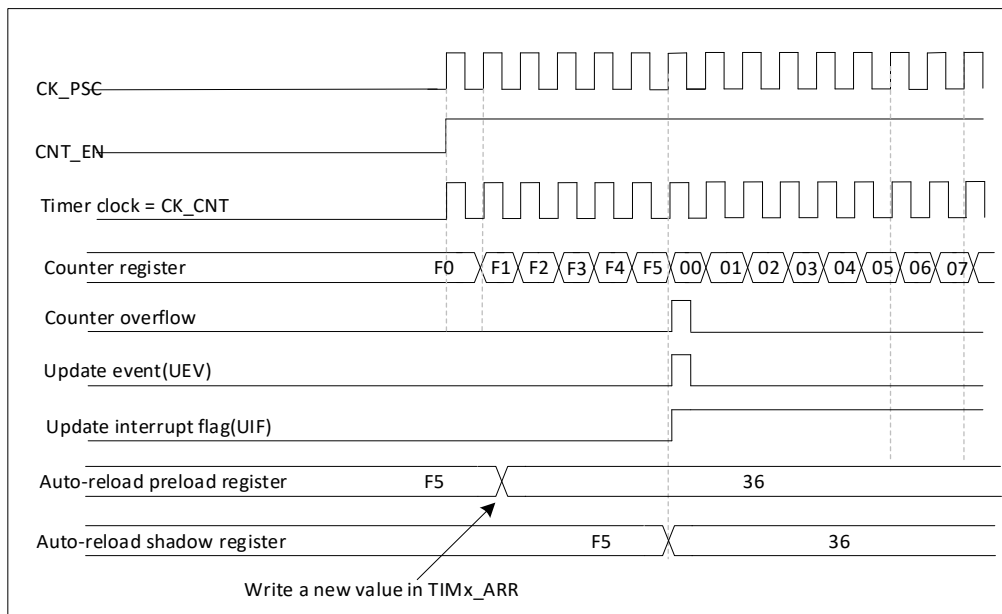 CK_PSC
CNT_EN
Timer clock = CK_CNT
Counter register F0 F1 F2 F3 F4 F5 00 01 02 03 04 05 06 07
Counter overflow
Update event(UEV)
Update interrupt flag(UIF)
Auto-reload preload register F5 36
Auto-reload shadow register F5 36
Write a new value in TIMx_ARR